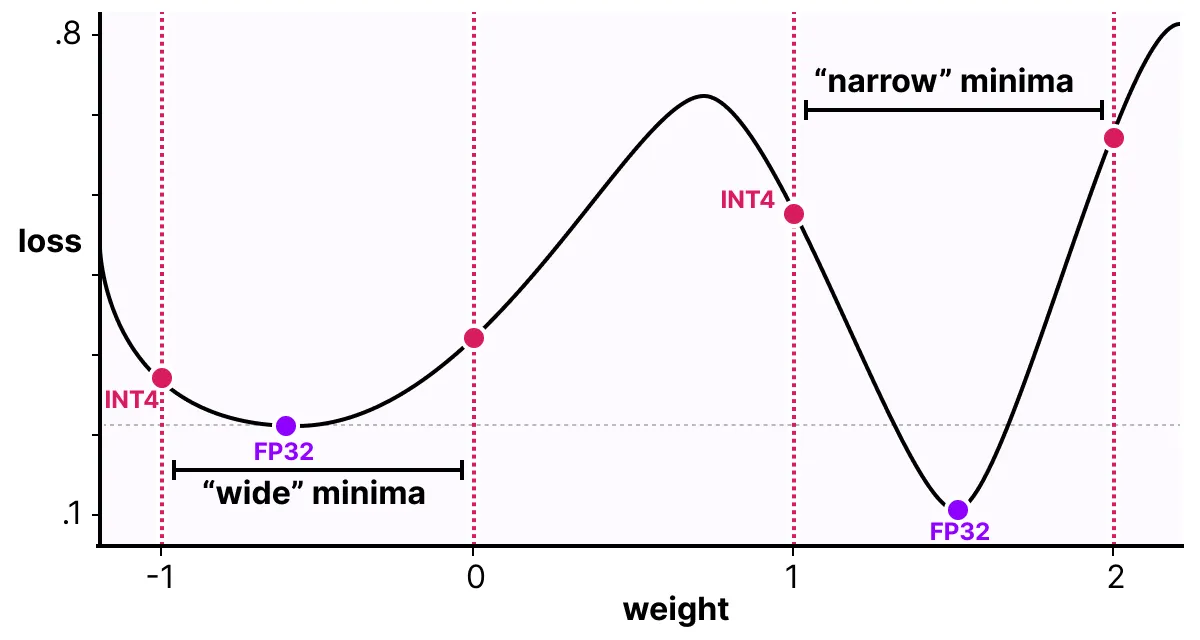 .8
“narrow” minima
INT4
loss
INT4
FP32
“wide” minima
.1
FP32
-1
0
1
2
weight